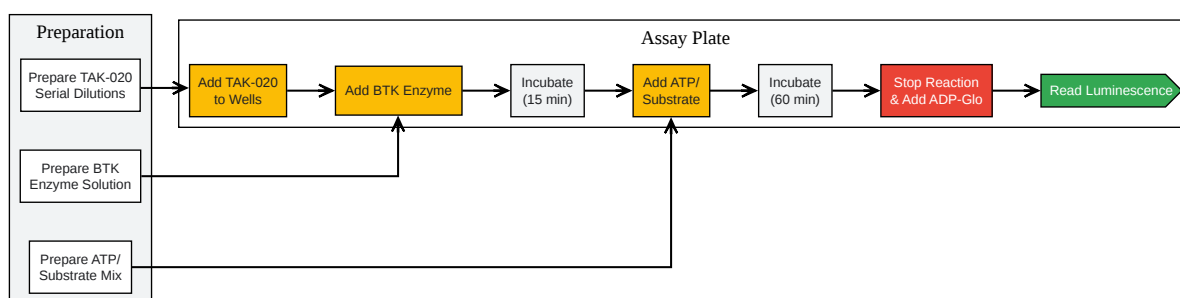 Preparation
Prepare TAK-020
Serial Dilutions
Prepare BTK
Enzyme Solution
Prepare ATP/
Substrate Mix
Assay Plate
Add TAK-020
to Wells
Add BTK Enzyme
Incubate
(15 min)
Add ATP/
Substrate
Incubate
(60 min)
Stop Reaction
& Add ADP-Glo
Read Luminescence